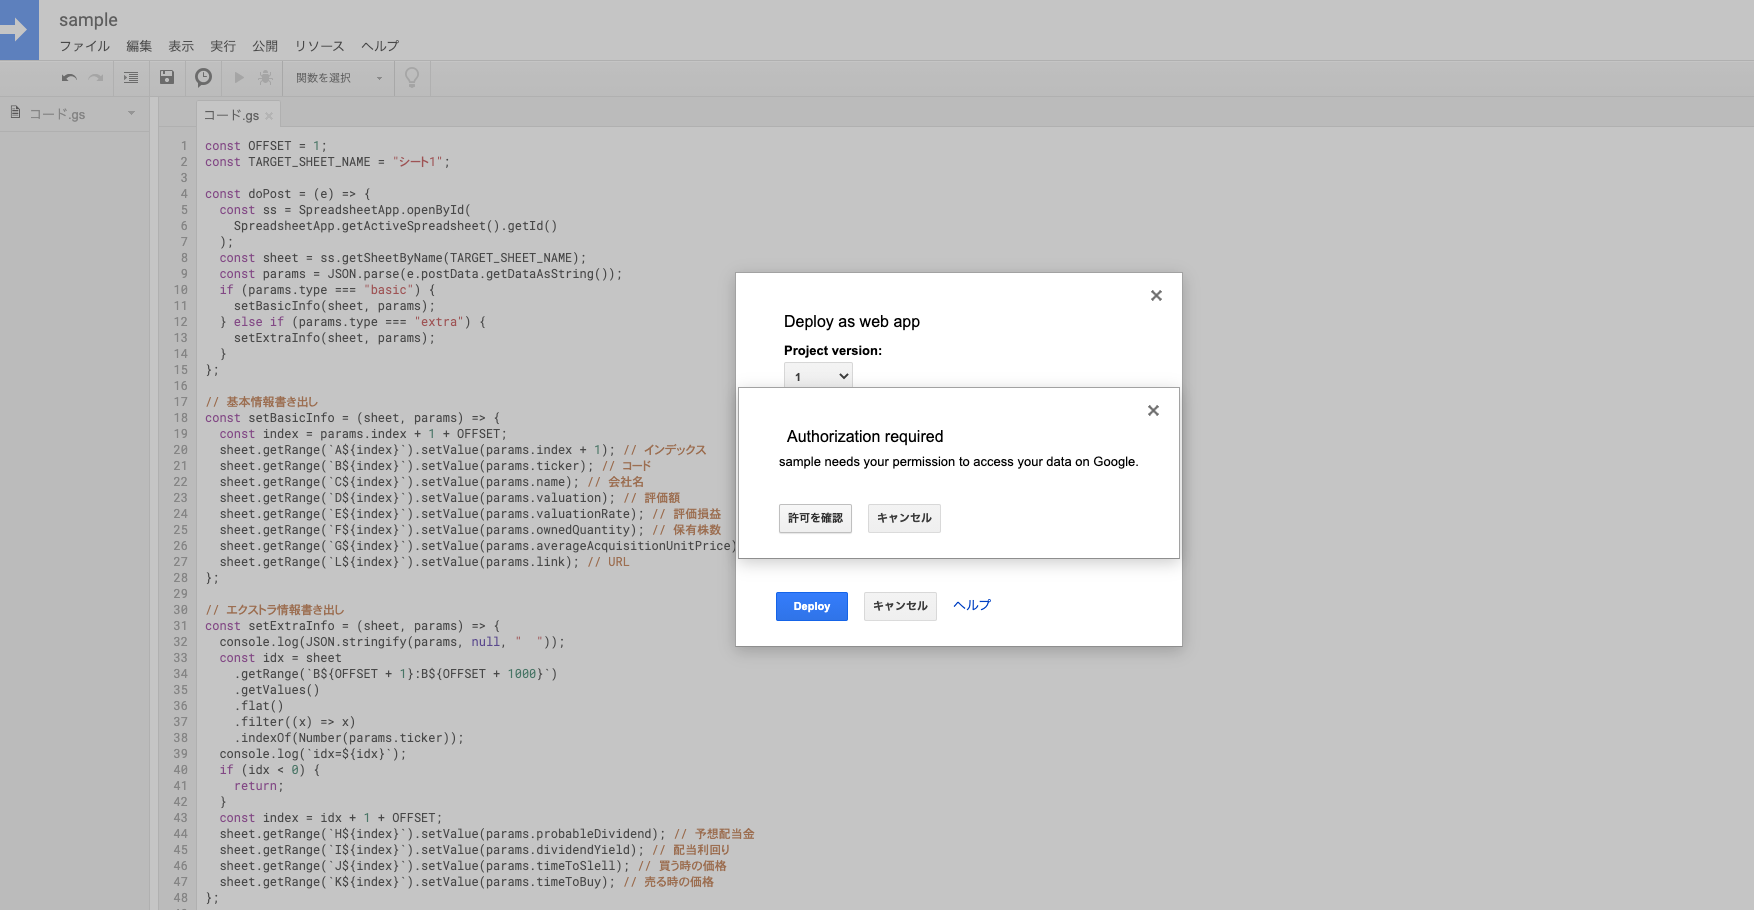 sample
ファイル 編集 表示 実行 公開 リソース ヘルプ
関数を選択
コード.gs
コード.gs ×
1 const OFFSET = 1;
2 const TARGET_SHEET_NAME = "シート1";
3
4 const doPost = (e) => {
5 const ss = SpreadsheetApp.openById(
6 SpreadsheetApp.getActiveSpreadsheet().getId()
7 );
8 const sheet = ss.getSheetByName(TARGET_SHEET_NAME);
9 const params = JSON.parse(e.postData.getDataAsString());
10 if (params.type === "basic") {
11 setBasicInfo(sheet, params);
12 } else if (params.type === "extra") {
13 setExtraInfo(sheet, params);
14 }
15 };
16
17 // 基本情報書き出し
18 const setBasicInfo = (sheet, params) => {
19 const index = params.index + 1 + OFFSET;
20 sheet.getRange(`A${index}`).setValue(params.index + 1); // インデックス
21 sheet.getRange(`B${index}`).setValue(params.ticker); // コード
22 sheet.getRange(`C${index}`).setValue(params.name); // 会社名
23 sheet.getRange(`D${index}`).setValue(params.valuation); // 評価額
24 sheet.getRange(`E${index}`).setValue(params.valuationRate); // 評価損益
25 sheet.getRange(`F${index}`).setValue(params.ownedQuantity); // 保有株数
26 sheet.getRange(`G${index}`).setValue(params.averageAcquisitionUnitPrice)
27 sheet.getRange(`L${index}`).setValue(params.link); // URL
28 };
29
30 // エクストラ情報書き出し
31 const setExtraInfo = (sheet, params) => {
32 console.log(JSON.stringify(params, null, "  "));
33 const idx = sheet
34 .getRange(`B${OFFSET + 1}:B${OFFSET + 1000}`)
35 .getValues()
36 .flat()
37 .filter((x) => x)
38 .indexOf(Number(params.ticker));
39 console.log(`idx=${idx}`);
40 if (idx < 0) {
41 return;
42 }
43 const index = idx + 1 + OFFSET;
44 sheet.getRange(`H${index}`).setValue(params.probableDividend); // 予想配当金
45 sheet.getRange(`I${index}`).setValue(params.dividendYield); // 配当利回り
46 sheet.getRange(`J${index}`).setValue(params.timeToSlell); // 買う時の価格
47 sheet.getRange(`K${index}`).setValue(params.timeToBuy); // 売る時の価格
48 };
Deploy as web app
Project version:
1
Authorization required
sample needs your permission to access your data on Google.
許可を確認 キャンセル
Deploy キャンセル ヘルプ